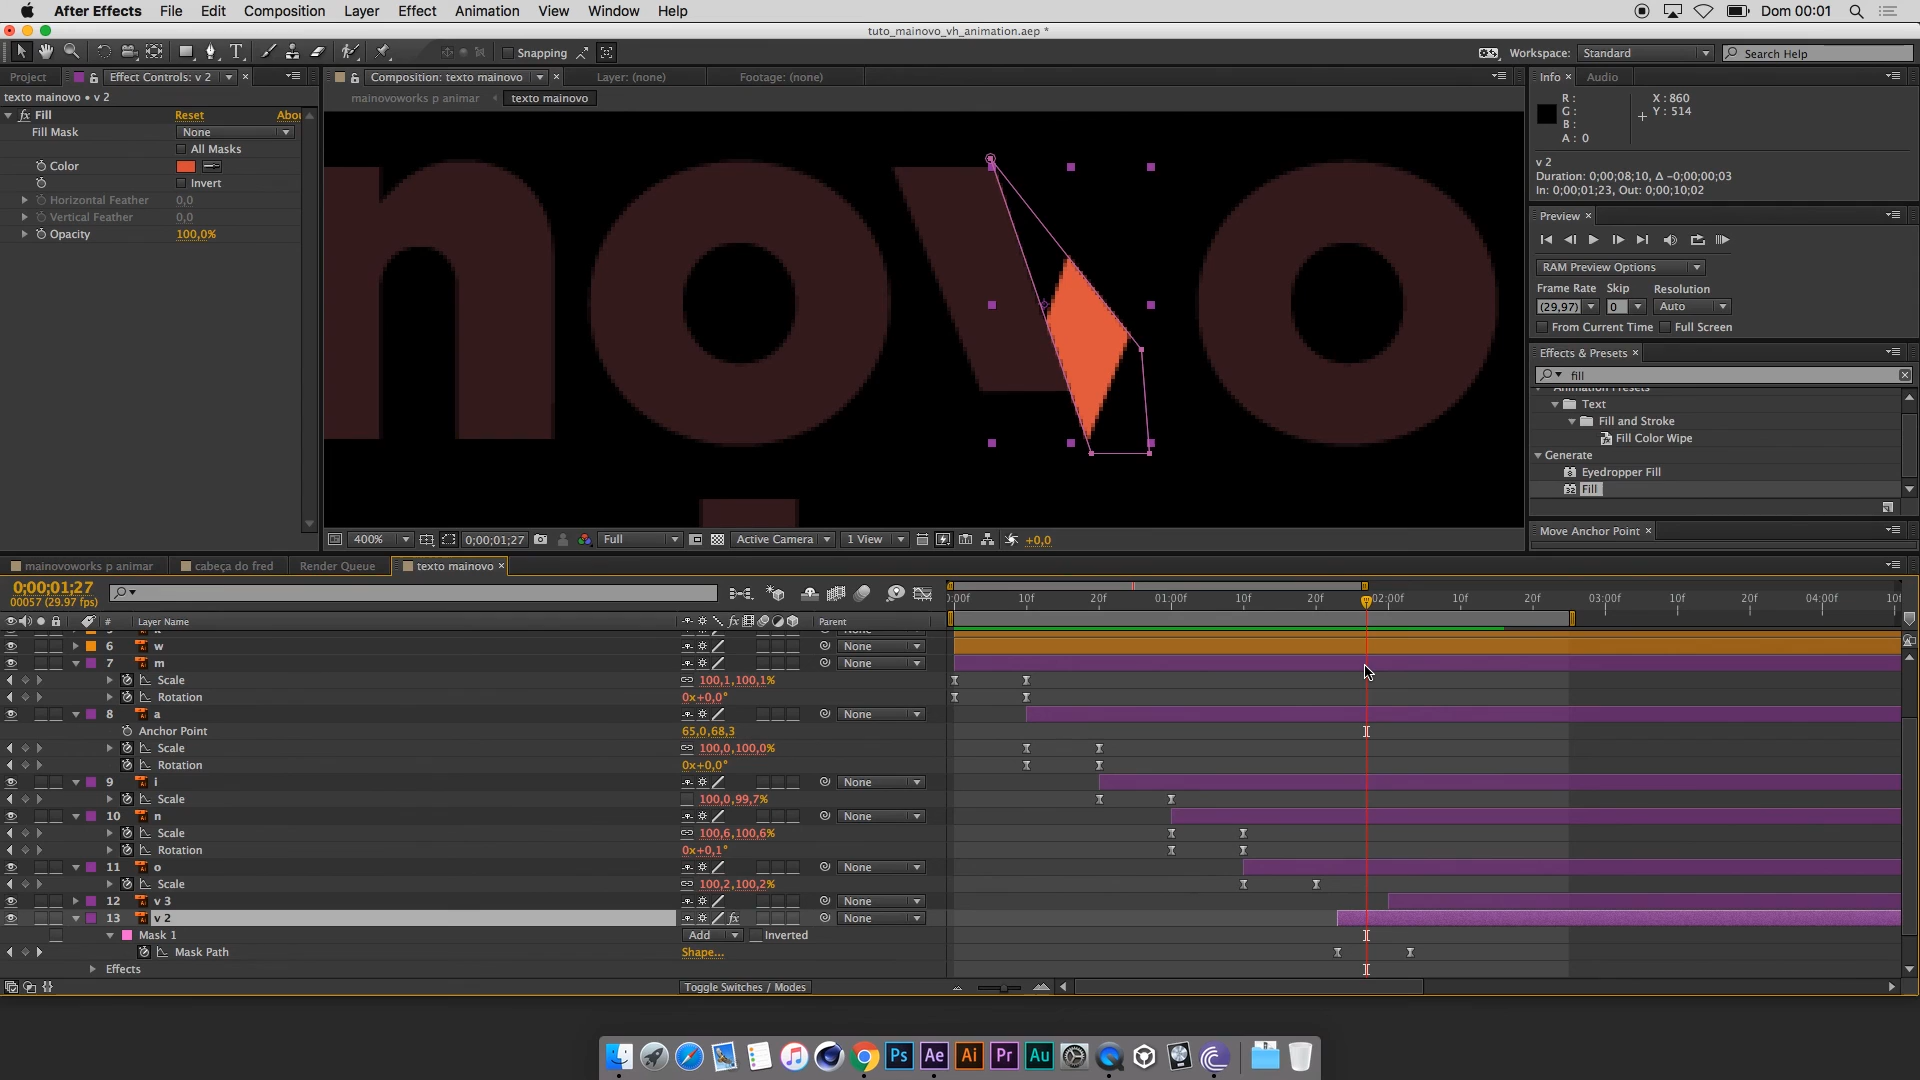 After Effects File Edit Composition Layer Effect Animation View Window Help Dom 00:01
tuto_mainovo_vh_animation.aep *
Snapping Workspace: Standard Search Help
Project Effect Controls: v 2 Composition: texto mainovo Layer: (none) Footage: (none) Info Audio
texto mainovo • v 2 mainovoworks p animar texto mainovo
R: X: 860
G: Y: 514
B:
A: 0
fx Fill Reset Abou
Fill Mask None
All Masks
Color
Invert
Horizontal Feather 0,0
Vertical Feather 0,0
Opacity 100,0%
novo
v 2
Duration: 0;00;08;10, Δ -0;00;00;03
In: 0;00;01;23, Out: 0;00;10;02
Preview
RAM Preview Options
Frame Rate Skip Resolution
(29,97) 0 Auto
From Current Time Full Screen
Effects & Presets
fill
Animation Presets
Text
Fill and Stroke
Fill Color Wipe
Generate
Eyedropper Fill
Fill
Move Anchor Point
400% 0;00;01;27 Full Active Camera 1 View +0,0
mainovoworks p animar cabeça do fred Render Queue texto mainovo
0;00;01;27
00057 (29.97 fps)
0:00f 10f 20f 01:00f 10f 20f 02:00f 10f 20f 03:00f 10f 20f 04:00f 10
# Layer Name fx Parent
6 w None
7 m None
Scale 100,1,100,1%
Rotation 0x+0,0°
8 a None
Anchor Point 65,0,68,3
Scale 100,0,100,0%
Rotation 0x+0,0°
9 i None
Scale 100,0,99,7%
10 n None
Scale 100,6,100,6%
Rotation 0x+0,1°
11 o None
Scale 100,2,100,2%
12 v 3 None
13 v 2 fx None
Mask 1 Add Inverted
Mask Path Shape...
Effects
Toggle Switches / Modes
Ps Ae Ai Pr Au